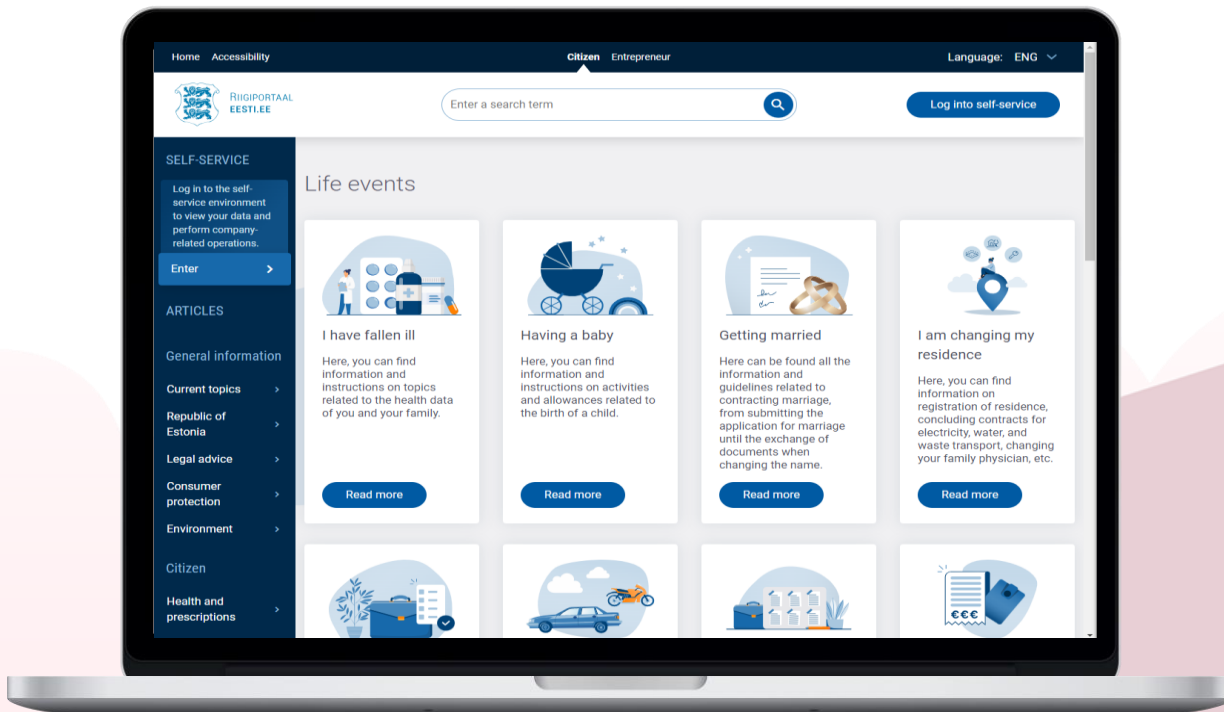 Home Accessibility
Citizen Entrepreneur
Language: ENG
RIIGIPORTAAL
EESTI.EE
Enter a search term
Log into self-service
SELF-SERVICE
Log in to the self-
service environment
to view your data and
perform company-
related operations.
Enter
ARTICLES
General information
Current topics
Republic of
Estonia
Legal advice
Consumer
protection
Environment
Citizen
Health and
prescriptions
Life events
I have fallen ill
Here, you can find
information and
instructions on topics
related to the health data
of you and your family.
Read more
Having a baby
Here, you can find
information and
instructions on activities
and allowances related to
the birth of a child.
Read more
Getting married
Here can be found all the
information and
guidelines related to
contracting marriage,
from submitting the
application for marriage
until the exchange of
documents when
changing the name.
Read more
I am changing my
residence
Here, you can find
information on
registration of residence,
concluding contracts for
electricity, water, and
waste transport, changing
your family physician, etc.
Read more
€€€